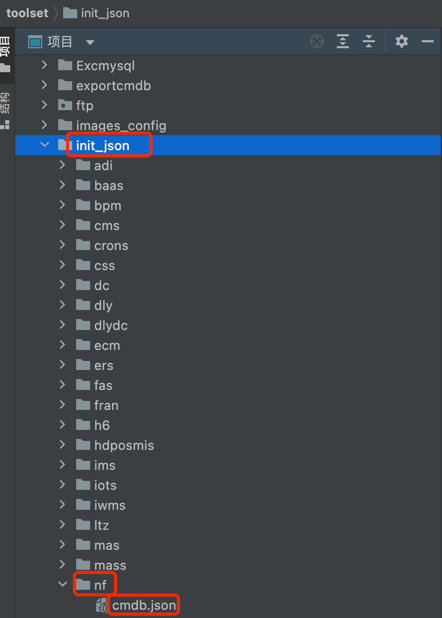 toolset init_json
项目
项目
结构
Excmysql
exportcmdb
ftp
images_config
init_json
adi
baas
bpm
cms
crons
css
dc
dly
dlydc
ecm
ers
fas
fran
h6
hdposmis
ims
iots
iwms
ltz
mas
mass
nf
cmdb.json